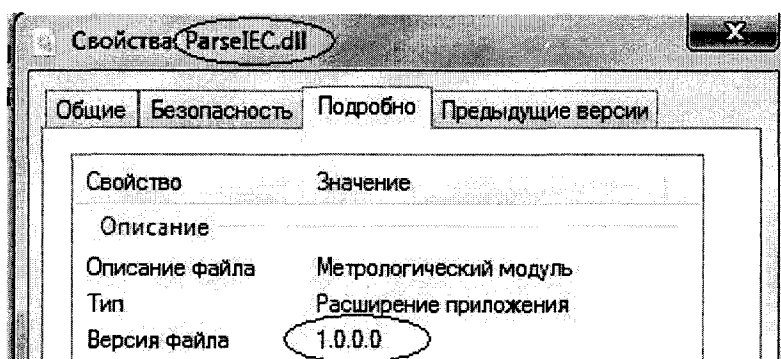 Свойства: ParseIEC.dll
Общие Безопасность Подробно Предыдущие версии
Свойство Значение
Описание
Описание файла Метрологический модуль
Тип Расширение приложения
Версия файла 1.0.0.0